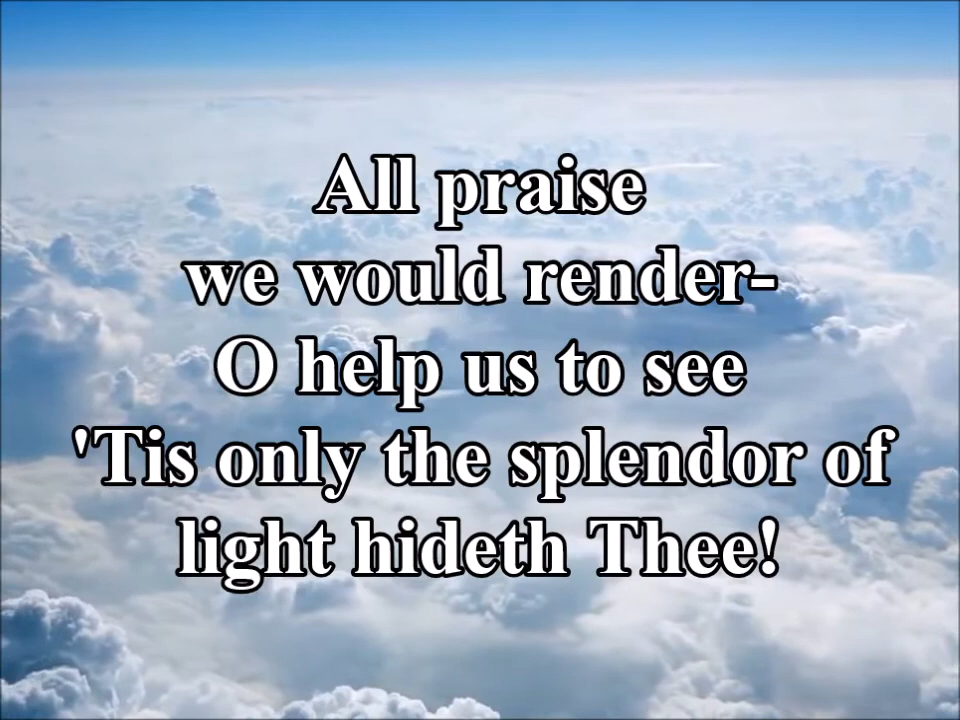 All praise
we would render-
O help us to see
'Tis only the splendor of
light hideth Thee!